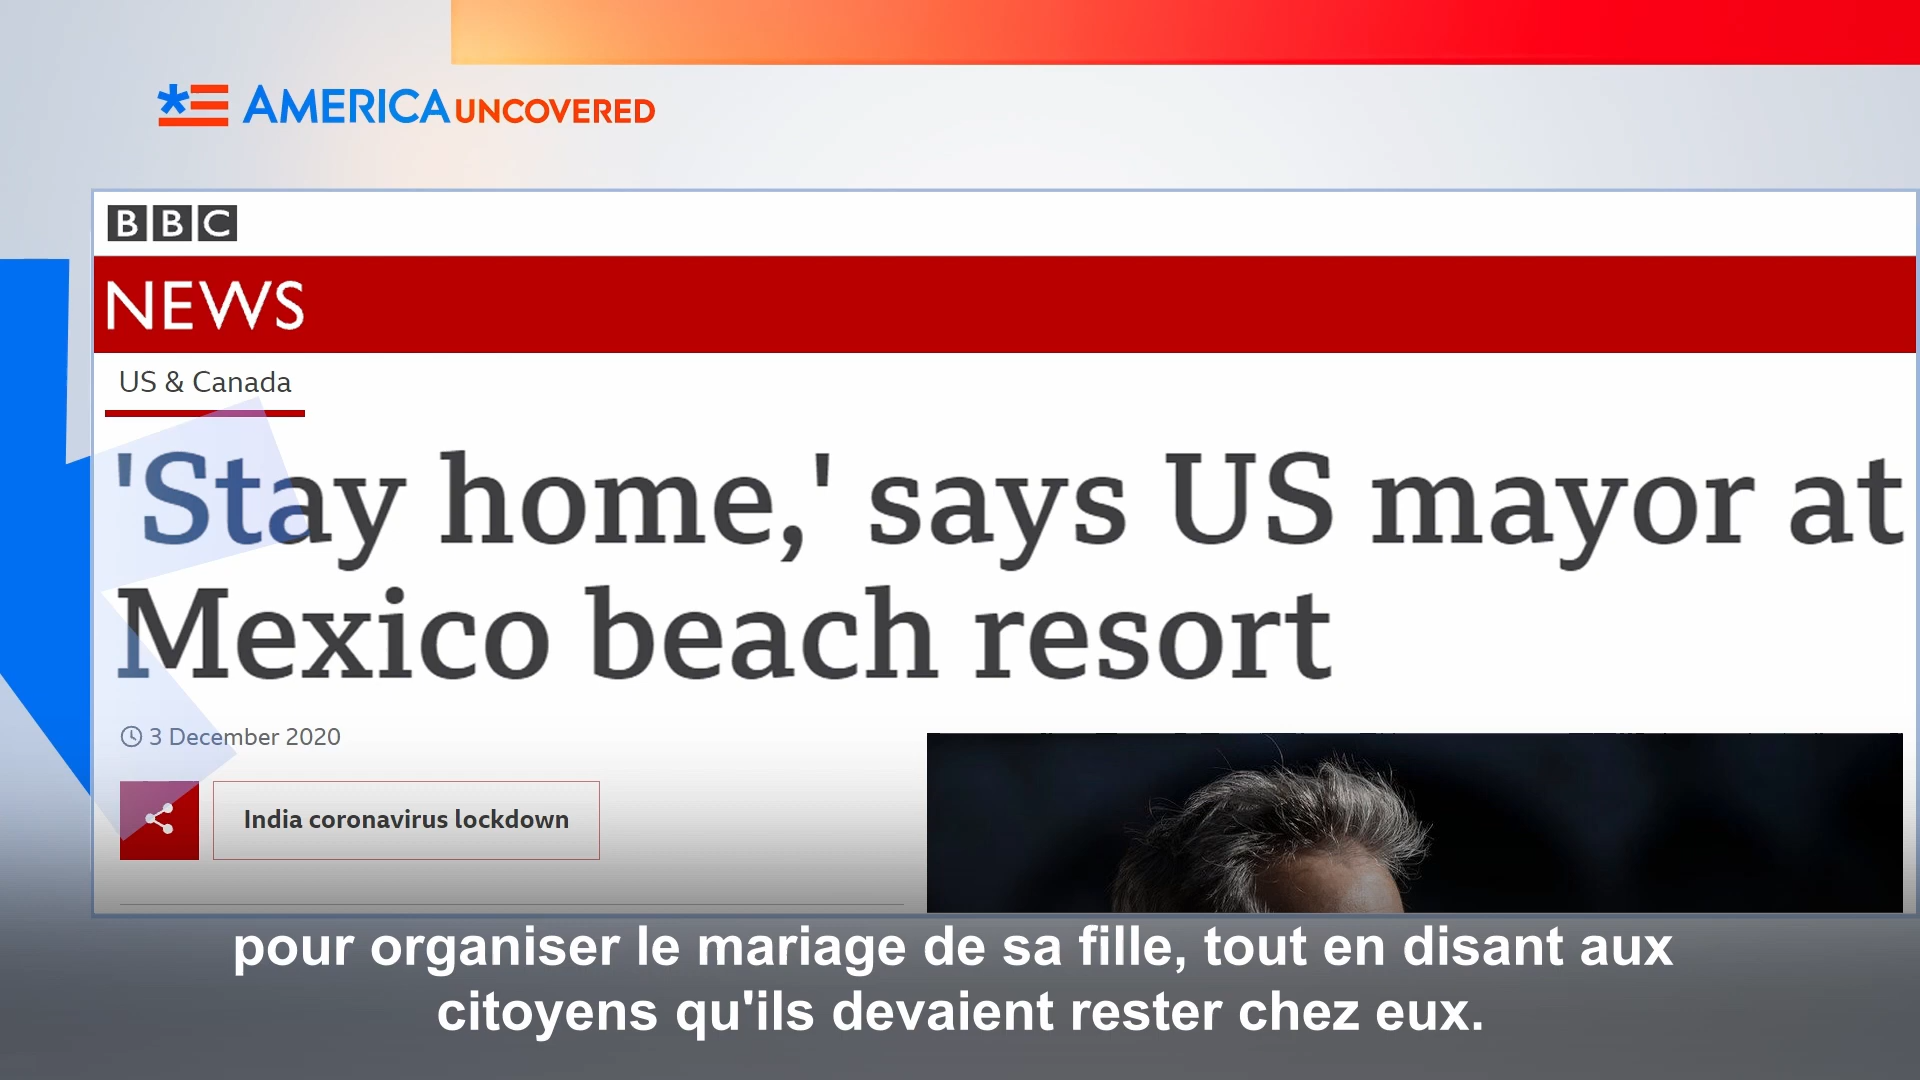 AMERICA UNCOVERED
BBC
NEWS
US & Canada
'Stay home,' says US mayor at
Mexico beach resort
3 December 2020
India coronavirus lockdown
pour organiser le mariage de sa fille, tout en disant aux
citoyens qu'ils devaient rester chez eux.